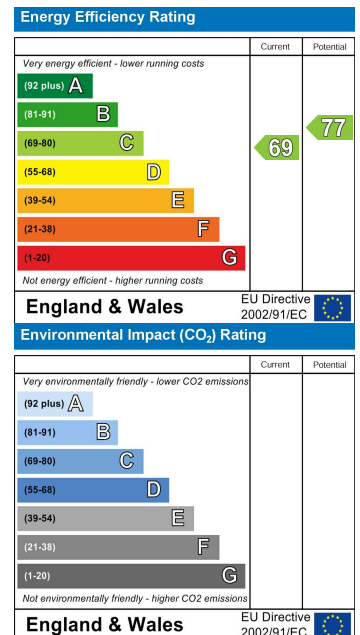 Energy Efficiency Rating
Current Potential
Very energy efficient - lower running costs
(92 plus) A
(81-91) B
(69-80) C
(55-68) D
(39-54) E
(21-38) F
(1-20) G
69
77
Not energy efficient - higher running costs
England & Wales
EU Directive
2002/91/EC
Environmental Impact (CO₂) Rating
Current Potential
Very environmentally friendly - lower CO2 emissions
(92 plus) A
(81-91) B
(69-80) C
(55-68) D
(39-54) E
(21-38) F
(1-20) G
Not environmentally friendly - higher CO2 emissions
England & Wales
EU Directive
2002/91/EC